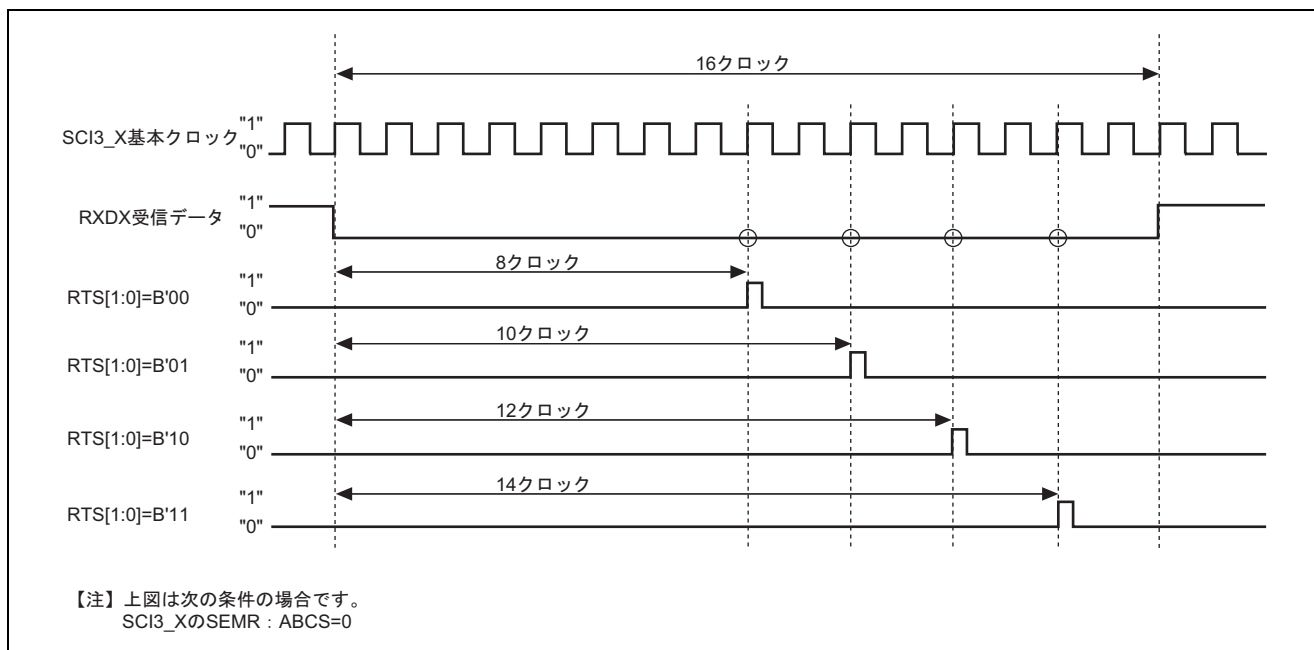 16クロック
SCI3_X基本クロック
"1"
"0"
RXDX受信データ
"1"
"0"
8クロック
RTS[1:0]=B'00
"1"
"0"
10クロック
RTS[1:0]=B'01
"1"
"0"
12クロック
RTS[1:0]=B'10
"1"
"0"
14クロック
RTS[1:0]=B'11
"1"
"0"
【注】上図は次の条件の場合です。
SCI3_XのSEMR：ABCS=0